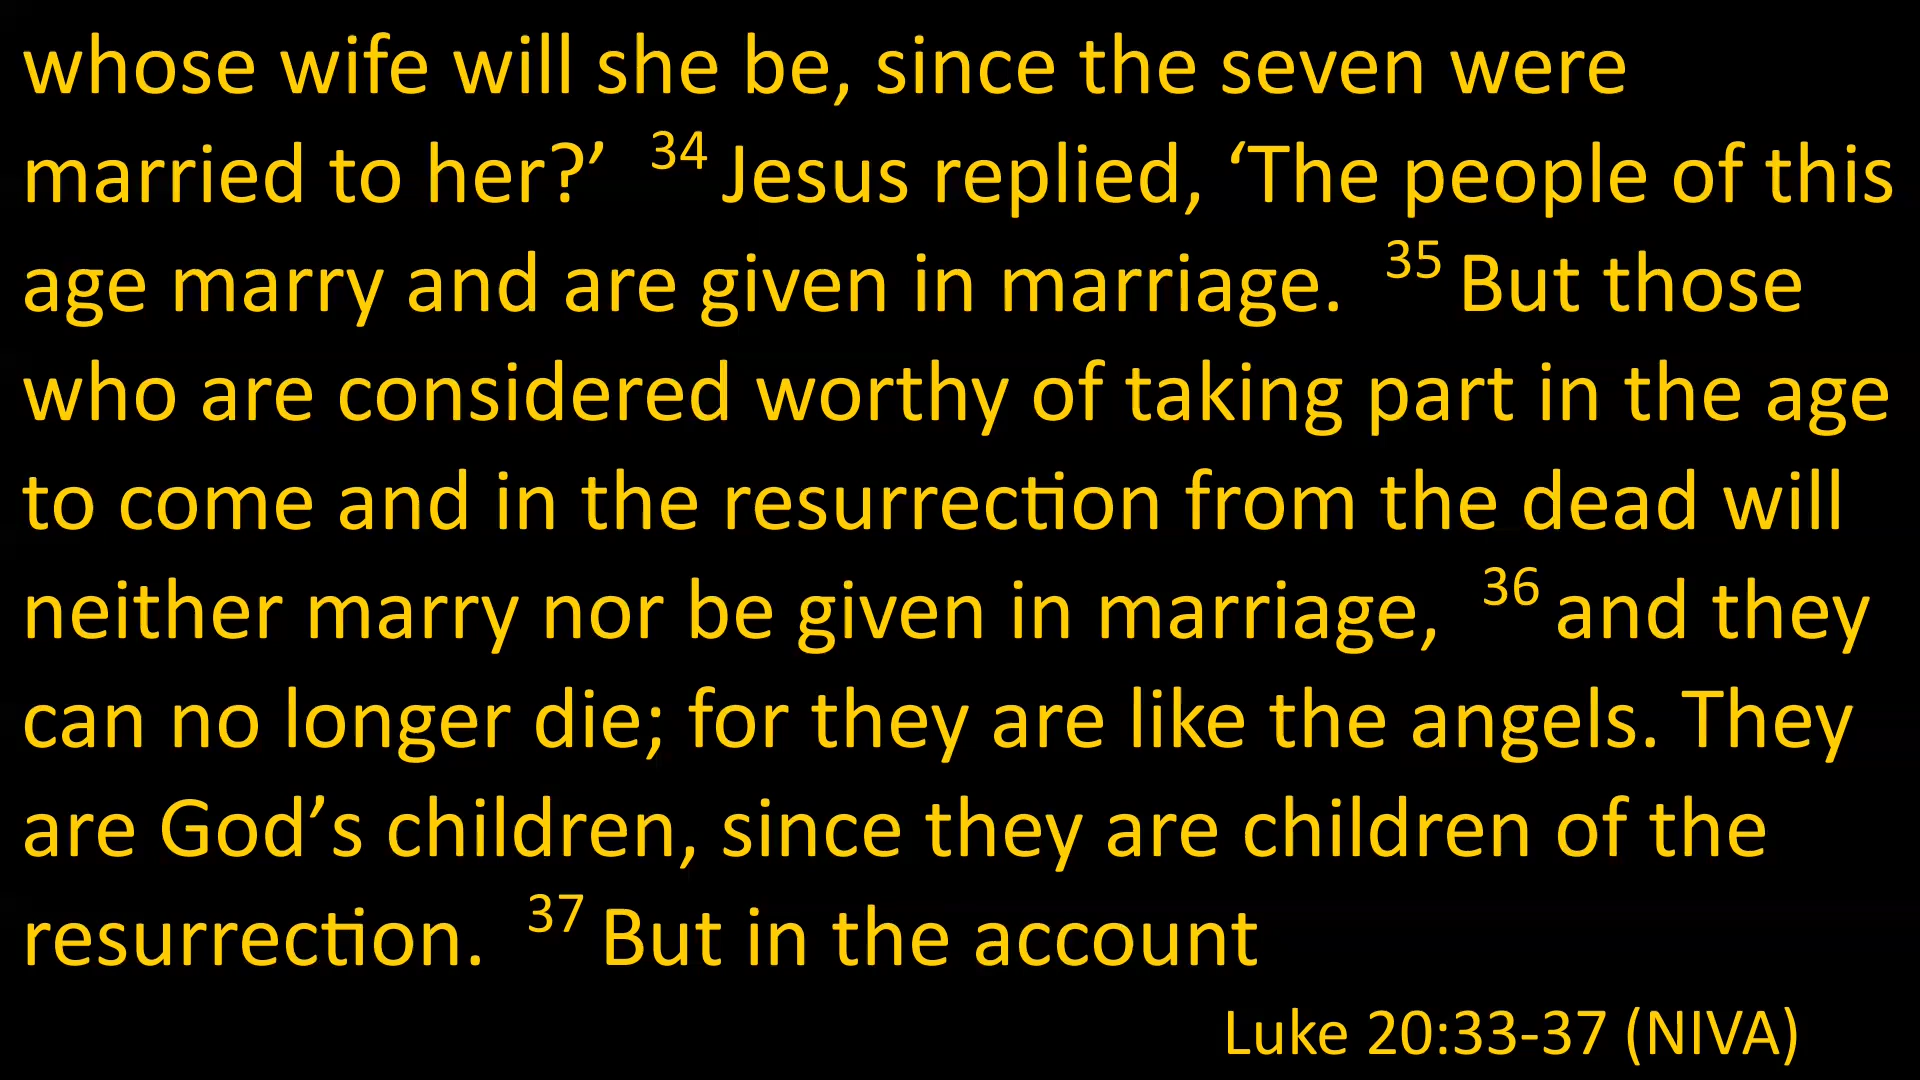 whose wife will she be, since the seven were
married to her?’ 34 Jesus replied, ‘The people of this
age marry and are given in marriage. 35 But those
who are considered worthy of taking part in the age
to come and in the resurrection from the dead will
neither marry nor be given in marriage, 36 and they
can no longer die; for they are like the angels. They
are God’s children, since they are children of the
resurrection. 37 But in the account
Luke 20:33-37 (NIVA)